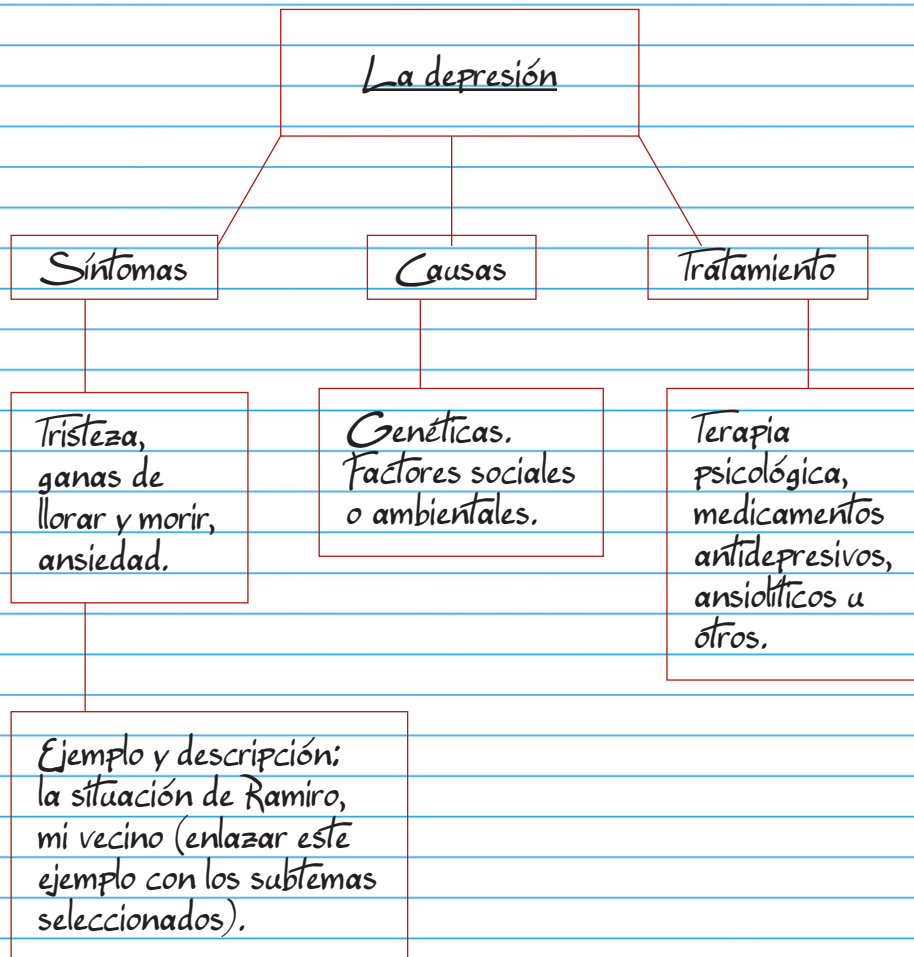 La depresión
Síntomas
Causas
Tratamiento
Tristeza,
ganas de
llorar y morir,
ansiedad.
Genéticas.
Factores sociales
o ambientales.
Terapia
psicológica,
medicamentos
antidepresivos,
ansiolíticos u
otros.
Ejemplo y descripción:
la situación de Ramiro,
mi vecino (enlazar este
ejemplo con los subtemas
seleccionados).